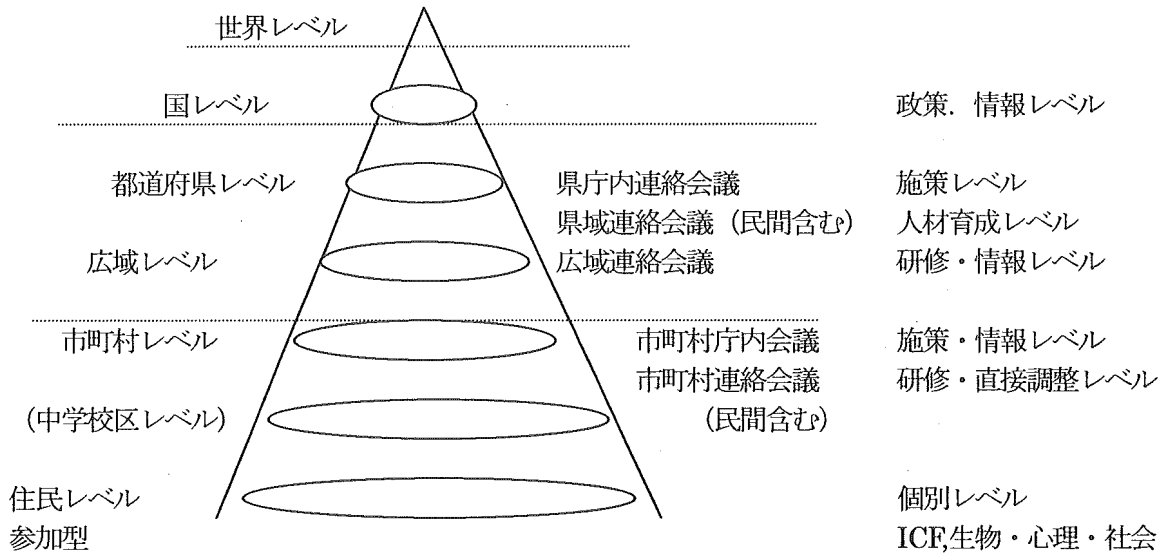 世界レベル
国レベル 政策．情報レベル
都道府県レベル 県庁内連絡会議 施策レベル
県域連絡会議（民間含む） 人材育成レベル
広域レベル 広域連絡会議 研修・情報レベル
市町村レベル 市町村庁内会議 施策・情報レベル
市町村連絡会議 研修・直接調整レベル
（中学校区レベル） （民間含む）
住民レベル 個別レベル
参加型 ICF,生物・心理・社会